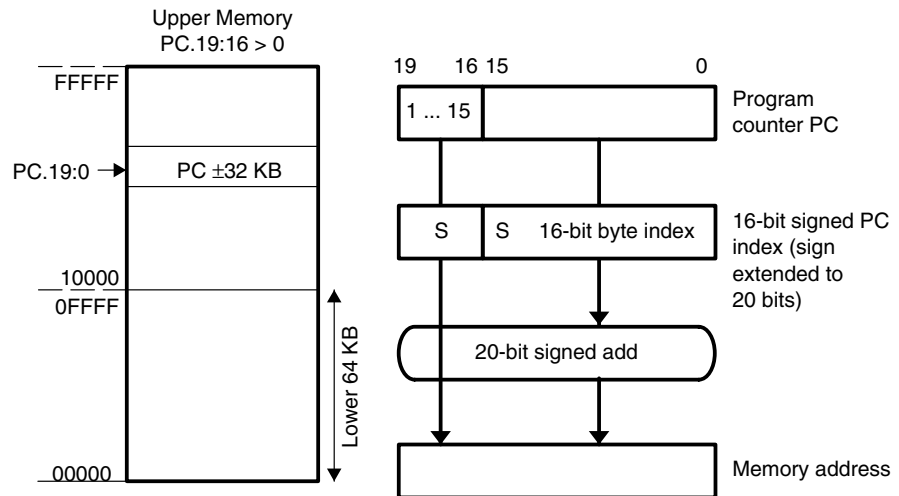 Upper Memory
PC.19:16 > 0
FFFFF
PC.19:0
PC ±32 KB
10000
0FFFF
Lower 64 KB
00000
19 16 15 0
1 ... 15
Program
counter PC
S S 16-bit byte index
16-bit signed PC
index (sign
extended to
20 bits)
20-bit signed add
Memory address